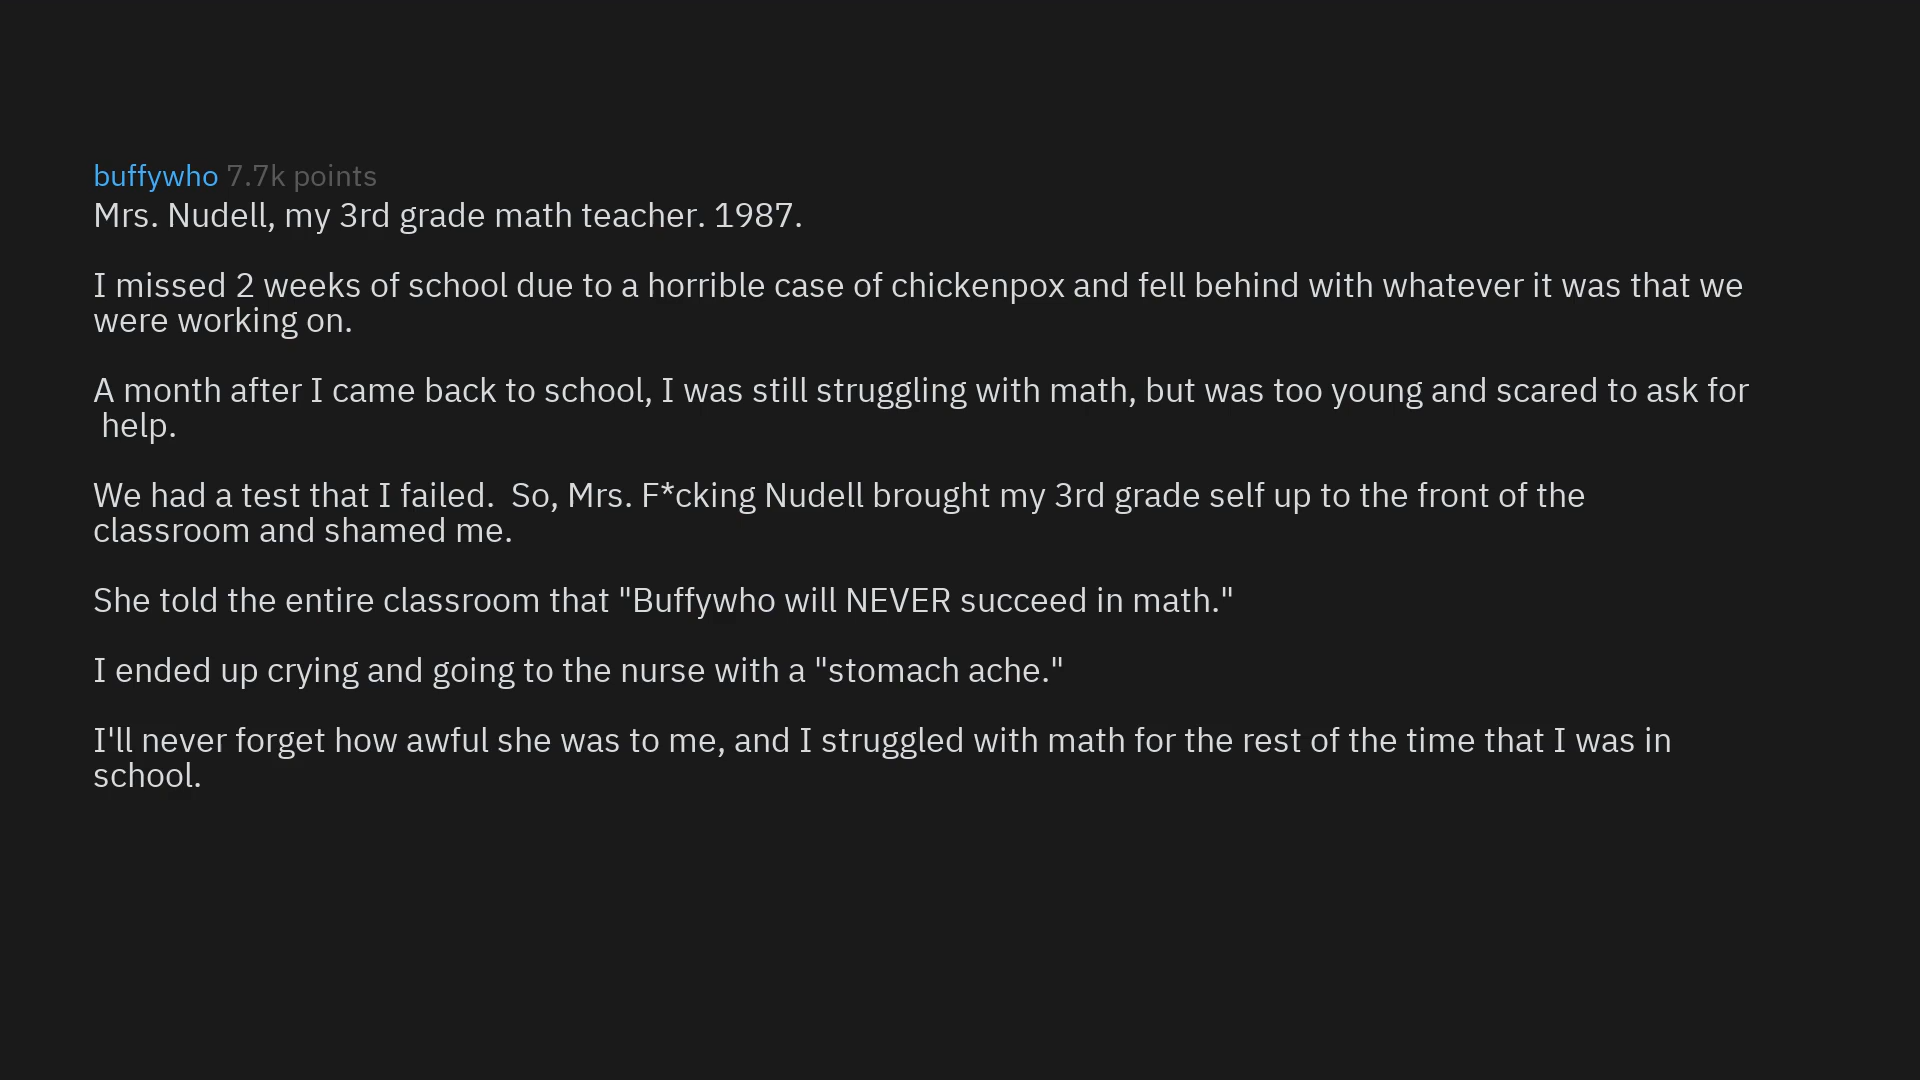 buffywho 7.7k points
Mrs. Nudell, my 3rd grade math teacher. 1987.
I missed 2 weeks of school due to a horrible case of chickenpox and fell behind with whatever it was that we
were working on.
A month after I came back to school, I was still struggling with math, but was too young and scared to ask for
help.
We had a test that I failed.  So, Mrs. F*cking Nudell brought my 3rd grade self up to the front of the
classroom and shamed me.
She told the entire classroom that "Buffywho will NEVER succeed in math."
I ended up crying and going to the nurse with a "stomach ache."
I'll never forget how awful she was to me, and I struggled with math for the rest of the time that I was in
school.